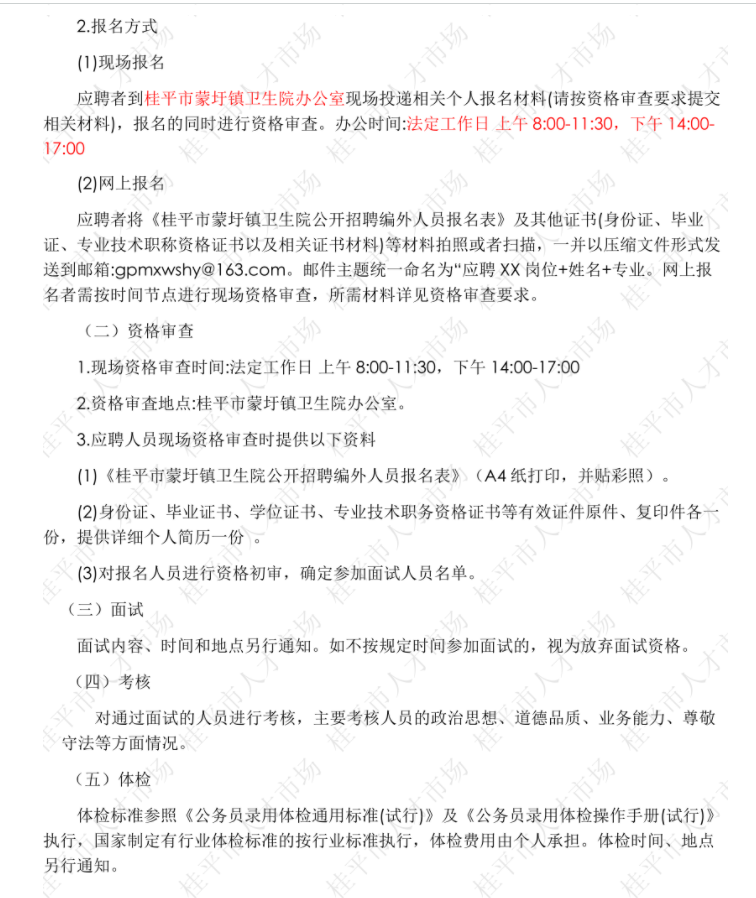 2.报名方式
(1)现场报名
应聘者到桂平市蒙圩镇卫生院办公室现场投递相关个人报名材料(请按资格审查要求提交
相关材料)，报名的同时进行资格审查。办公时间:法定工作日 上午 8:00-11:30，下午 14:00-
17:00
(2)网上报名
应聘者将《桂平市蒙圩镇卫生院公开招聘编外人员报名表》及其他证书(身份证、毕业
证、专业技术职称资格证书以及相关证书材料)等材料拍照或者扫描，一并以压缩文件形式发
送到邮箱:gpmxwshy@163.com。邮件主题统一命名为“应聘 XX 岗位+姓名+专业。网上报
名者需按时间节点进行现场资格审查，所需材料详见资格审查要求。
（二）资格审查
1.现场资格审查时间:法定工作日 上午 8:00-11:30，下午 14:00-17:00
2.资格审查地点:桂平市蒙圩镇卫生院办公室。
3.应聘人员现场资格审查时提供以下资料
(1)《桂平市蒙圩镇卫生院公开招聘编外人员报名表》（A4 纸打印，并贴彩照）。
(2)身份证、毕业证书、学位证书、专业技术职务资格证书等有效证件原件、复印件各一
份，提供详细个人简历一份 。
(3)对报名人员进行资格初审，确定参加面试人员名单。
（三）面试
面试内容、时间和地点另行通知。如不按规定时间参加面试的，视为放弃面试资格。
（四）考核
对通过面试的人员进行考核，主要考核人员的政治思想、道德品质、业务能力、尊敬
守法等方面情况。
（五）体检
体检标准参照《公务员录用体检通用标准(试行)》及《公务员录用体检操作手册(试行)》
执行，国家制定有行业体检标准的按行业标准执行，体检费用由个人承担。体检时间、地点
另行通知。
桂平市人才市场